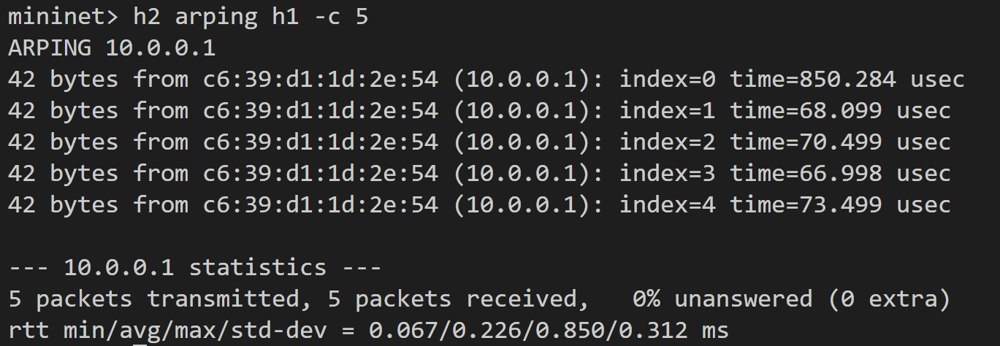 mininet> h2 arping h1 -c 5
ARPING 10.0.0.1
42 bytes from c6:39:d1:1d:2e:54 (10.0.0.1): index=0 time=850.284 usec
42 bytes from c6:39:d1:1d:2e:54 (10.0.0.1): index=1 time=68.099 usec
42 bytes from c6:39:d1:1d:2e:54 (10.0.0.1): index=2 time=70.499 usec
42 bytes from c6:39:d1:1d:2e:54 (10.0.0.1): index=3 time=66.998 usec
42 bytes from c6:39:d1:1d:2e:54 (10.0.0.1): index=4 time=73.499 usec

--- 10.0.0.1 statistics ---
5 packets transmitted, 5 packets received,   0% unanswered (0 extra)
rtt min/avg/max/std-dev = 0.067/0.226/0.850/0.312 ms